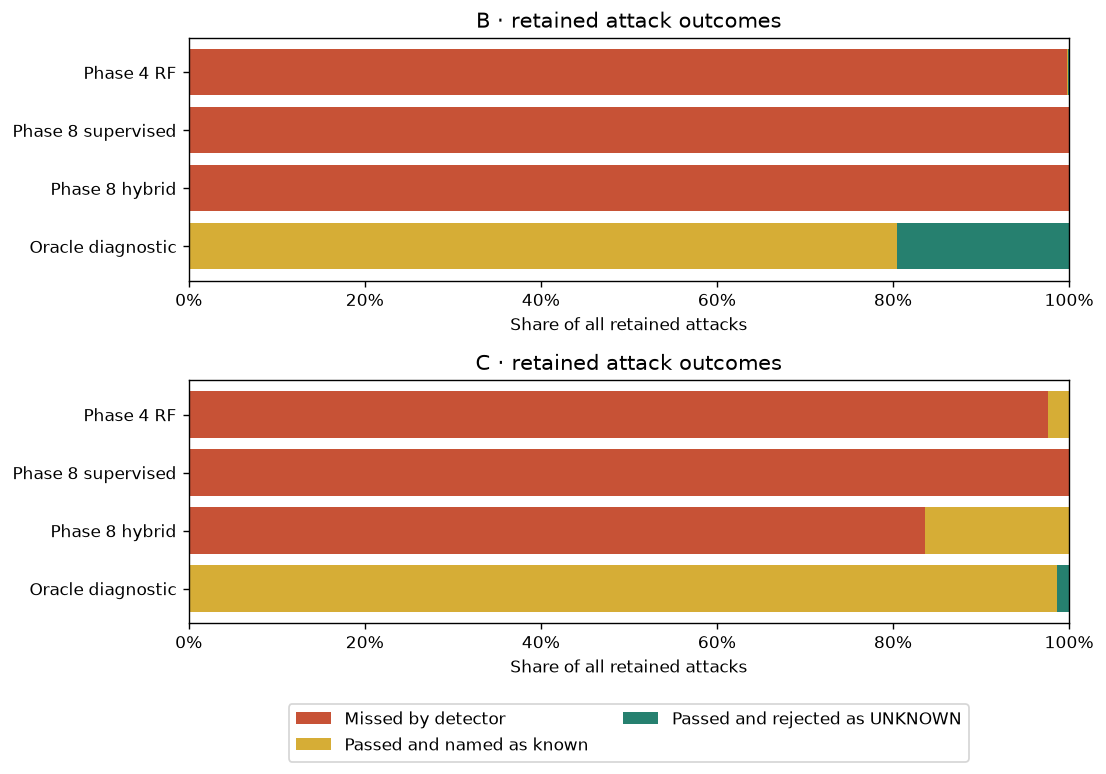 B · retained attack outcomes
Phase 4 RF
Phase 8 supervised
Phase 8 hybrid
Oracle diagnostic
0% 20% 40% 60% 80% 100%
Share of all retained attacks
C · retained attack outcomes
Phase 4 RF
Phase 8 supervised
Phase 8 hybrid
Oracle diagnostic
0% 20% 40% 60% 80% 100%
Share of all retained attacks
Missed by detector
Passed and named as known
Passed and rejected as UNKNOWN